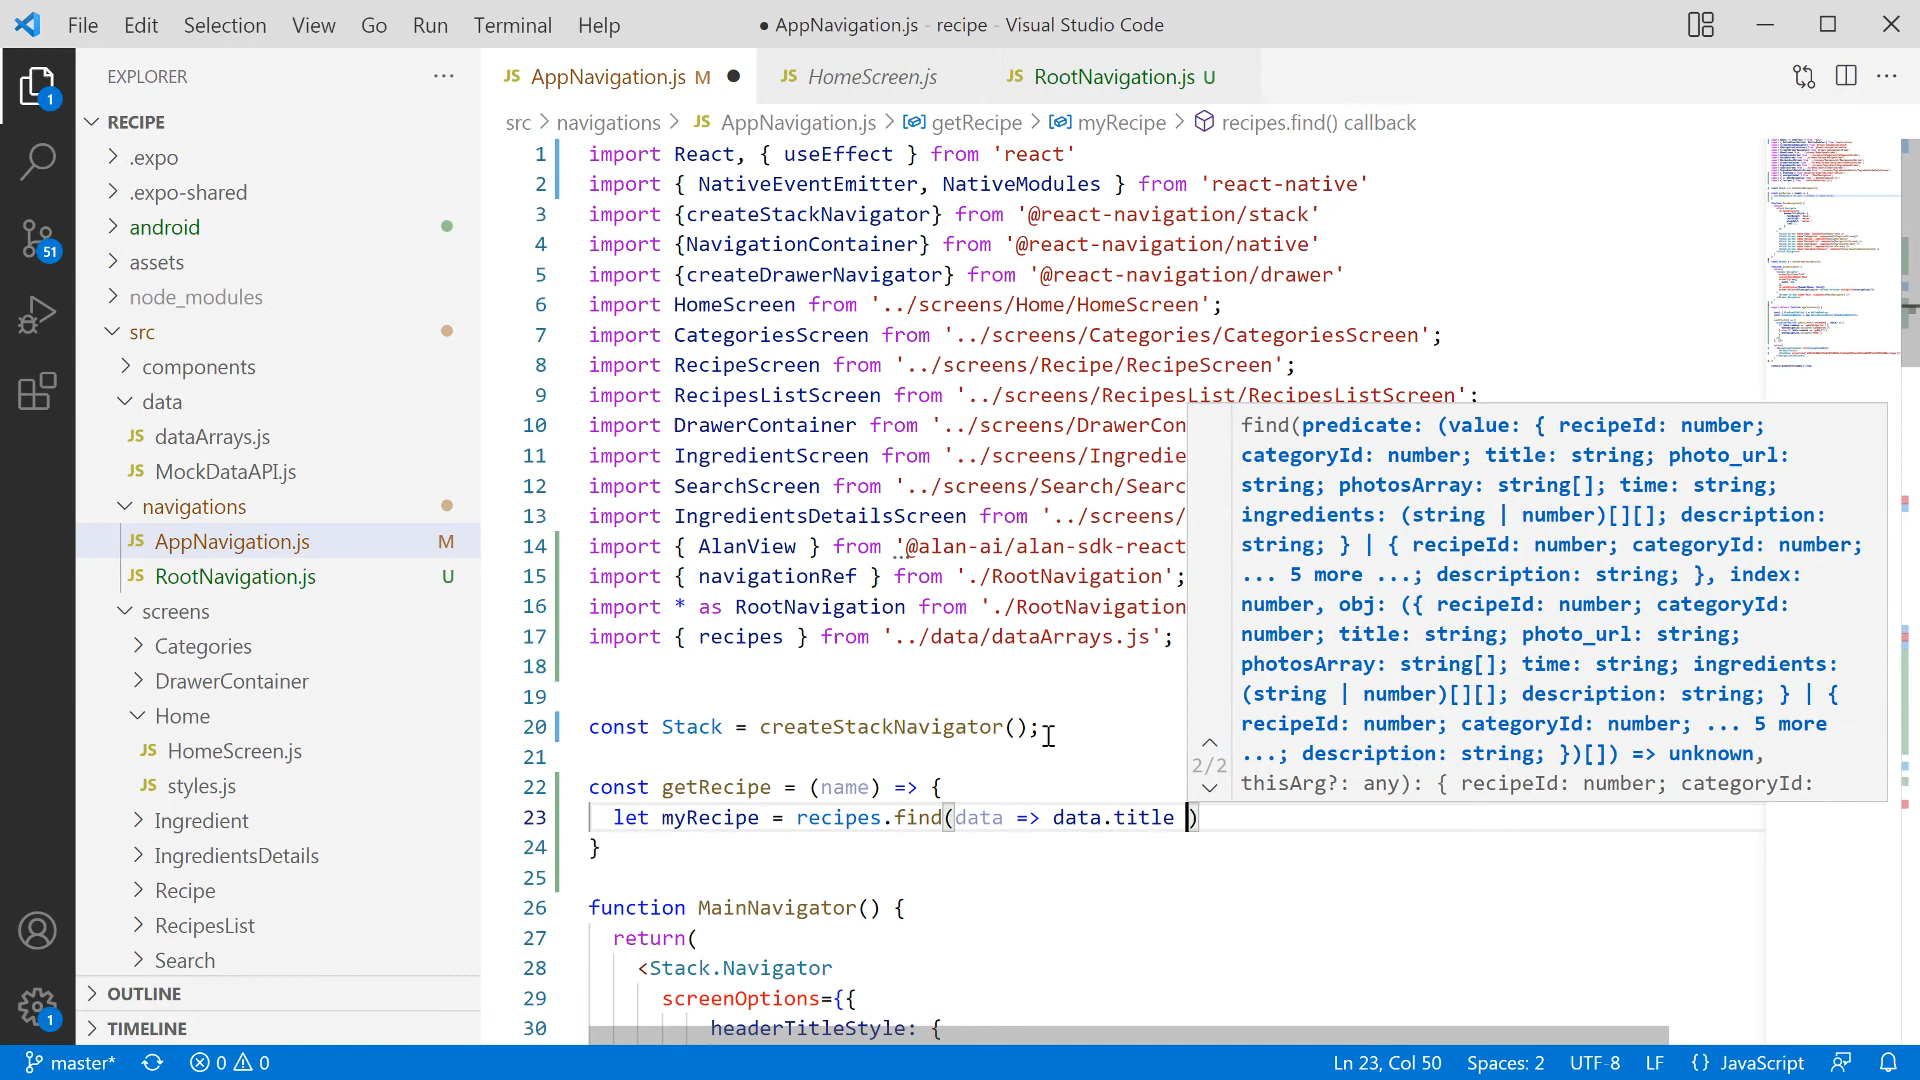 File Edit Selection View Go Run Terminal Help
● AppNavigation.js - recipe - Visual Studio Code
EXPLORER ...
JS AppNavigation.js M ● JS HomeScreen.js JS RootNavigation.js U
src > navigations > JS AppNavigation.js > getRecipe > myRecipe > recipes.find() callback
1
51
1
RECIPE
.expo
.expo-shared
android
assets
node_modules
src
components
data
JS dataArrays.js
JS MockDataAPI.js
navigations
JS AppNavigation.js M
JS RootNavigation.js U
screens
Categories
DrawerContainer
Home
JS HomeScreen.js
JS styles.js
Ingredient
IngredientsDetails
Recipe
RecipesList
Search
OUTLINE
TIMELINE
1 import React, { useEffect } from 'react'
2 import { NativeEventEmitter, NativeModules } from 'react-native'
3 import {createStackNavigator} from '@react-navigation/stack'
4 import {NavigationContainer} from '@react-navigation/native'
5 import {createDrawerNavigator} from '@react-navigation/drawer'
6 import HomeScreen from '../screens/Home/HomeScreen';
7 import CategoriesScreen from '../screens/Categories/CategoriesScreen';
8 import RecipeScreen from '../screens/Recipe/RecipeScreen';
9 import RecipesListScreen from '../screens/RecipesList/RecipesListScreen';
10 import DrawerContainer from '../screens/DrawerCon
11 import IngredientScreen from '../screens/Ingredie
12 import SearchScreen from '../screens/Search/Searc
13 import IngredientsDetailsScreen from '../screens/
14 import { AlanView } from '@alan-ai/alan-sdk-react
15 import { navigationRef } from './RootNavigation';
16 import * as RootNavigation from './RootNavigation
17 import { recipes } from '../data/dataArrays.js';
18
19
20 const Stack = createStackNavigator();
21
22 const getRecipe = (name) => {
23 let myRecipe = recipes.find(data => data.title )
24 }
25
26 function MainNavigator() {
27 return(
28 <Stack.Navigator
29 screenOptions={{
30 headerTitleStyle: {
find(predicate: (value: { recipeId: number;
categoryId: number; title: string; photo_url:
string; photosArray: string[]; time: string;
ingredients: (string | number)[][]; description:
string; } | { recipeId: number; categoryId: number;
... 5 more ...; description: string; }, index:
number, obj: ({ recipeId: number; categoryId:
number; title: string; photo_url: string;
photosArray: string[]; time: string; ingredients:
(string | number)[][]; description: string; } | {
recipeId: number; categoryId: number; ... 5 more
...; description: string; })[]) => unknown,
thisArg?: any): { recipeId: number; categoryId:
2/2
master* 0 0 Ln 23, Col 50 Spaces: 2 UTF-8 LF {} JavaScript